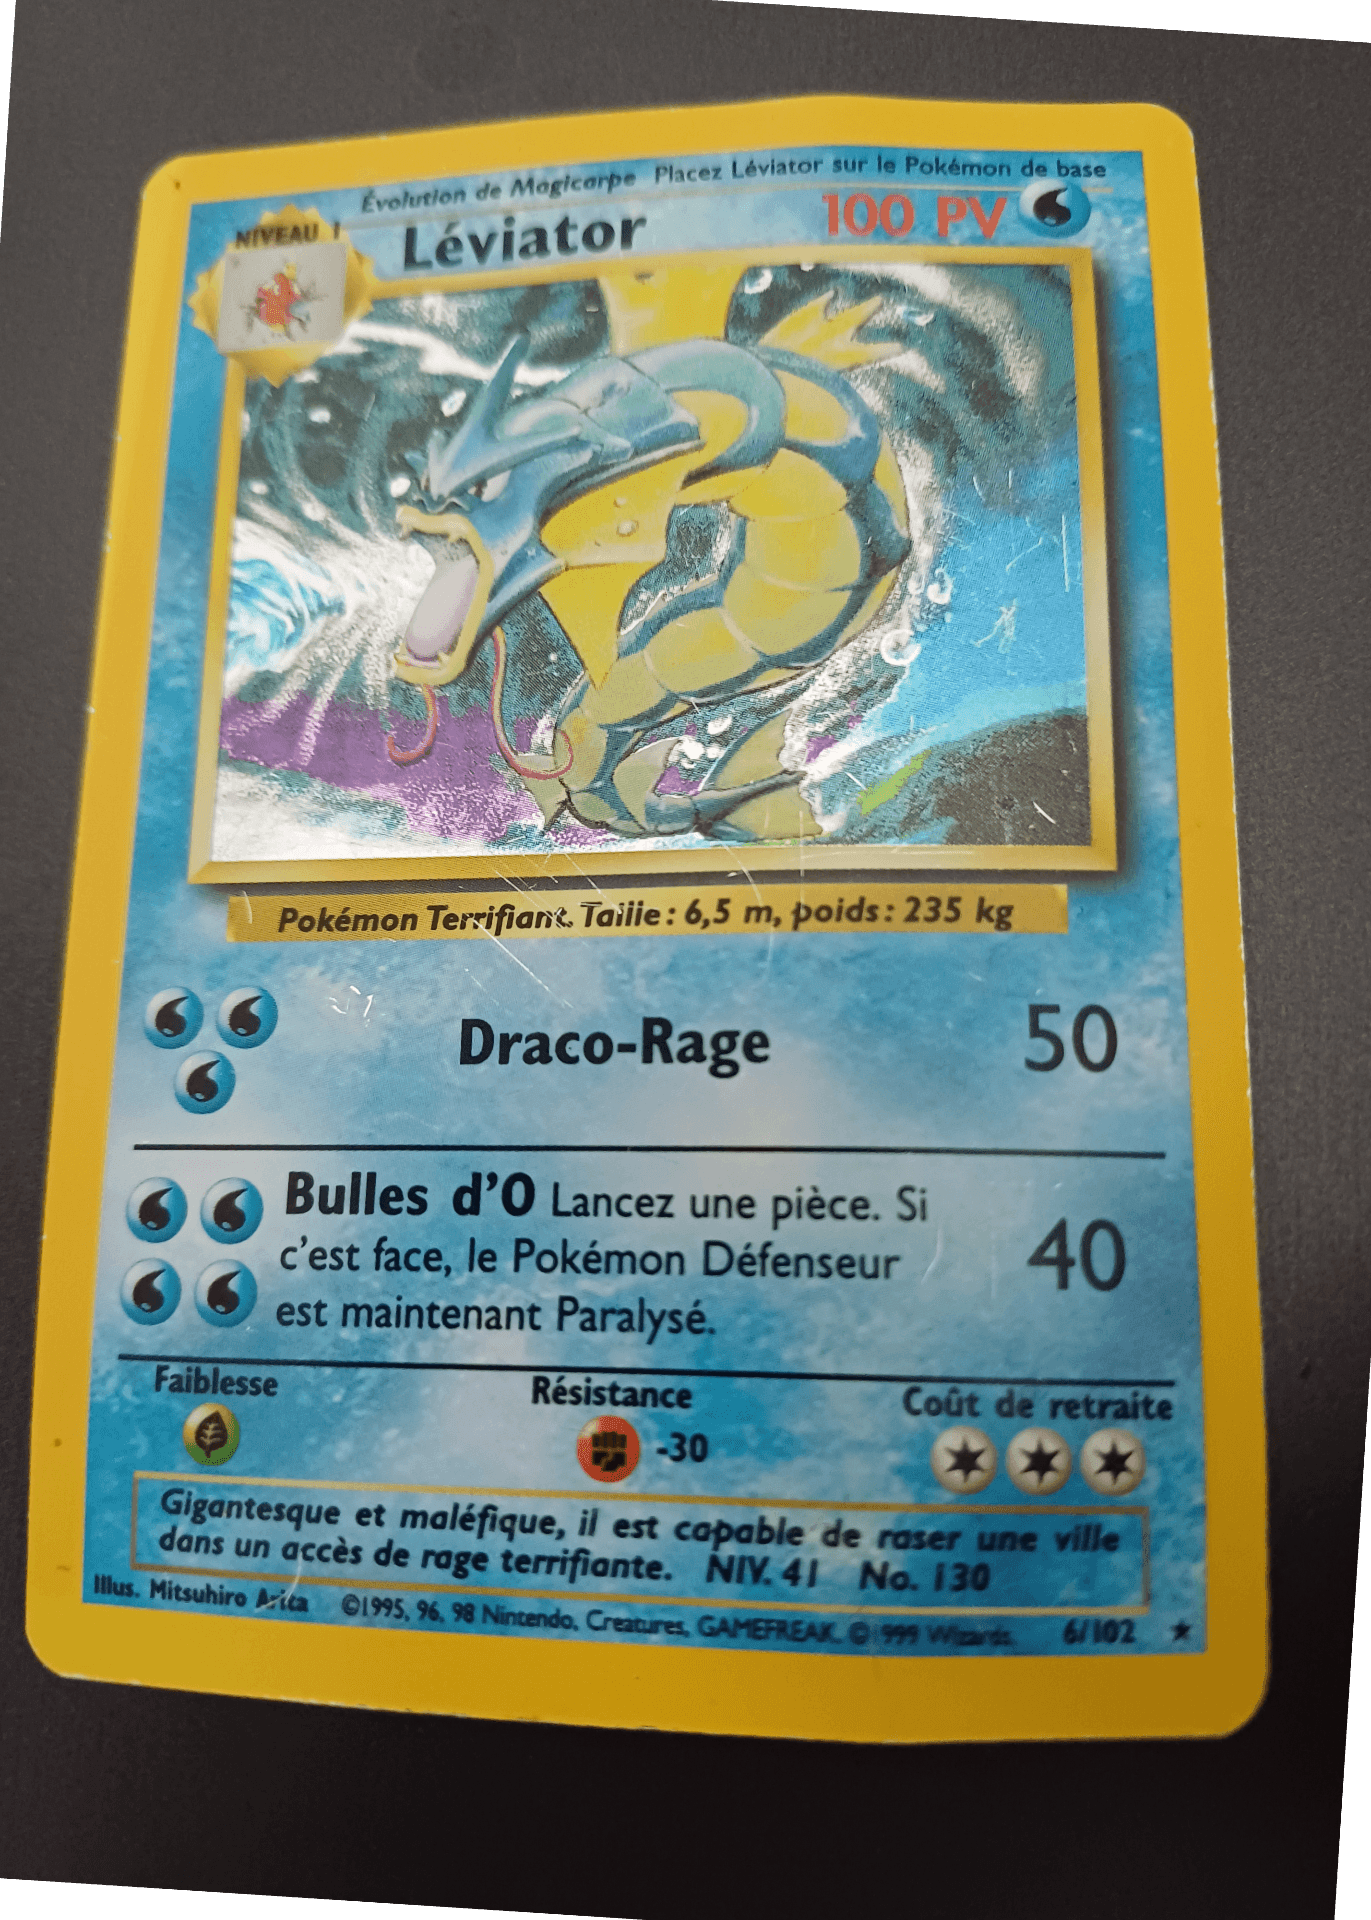 Évolution de Magicarpe Placez Léviator sur le Pokémon de base
NIVEAU 1
Léviator
100 PV
Pokémon Terrifiant. Taille : 6,5 m, poids : 235 kg
Draco-Rage 50
Bulles d'O Lancez une pièce. Si
c'est face, le Pokémon Défenseur
est maintenant Paralysé.
40
Faiblesse
Résistance
Coût de retraite
-30
Gigantesque et maléfique, il est capable de raser une ville
dans un accès de rage terrifiante. NIV. 41 No. 130
Illus. Mitsuhiro Arita ©1995, 96, 98 Nintendo, Creatures, GAMEFREAK. © 1999 Wizards. 6/102